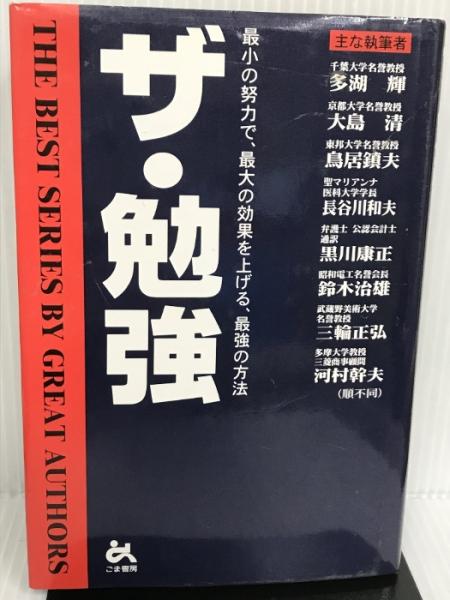 THE BEST SERIES BY GREAT AUTHORS
ザ・勉強
最小の努力で、最大の効果を上げる、最強の方法
主な執筆者
千葉大学名誉教授
多湖 輝
京都大学名誉教授
大島 清
東邦大学名誉教授
鳥居鎮夫
聖マリアンナ
医科大学学長
長谷川和夫
弁護士 公認会計士
通訳
黒川康正
昭和電工名誉会長
鈴木治雄
武蔵野美術大学
名誉教授
三輪正弘
多摩大学教授
三菱商事顧問
河村幹夫
(順不同)
ごま書房